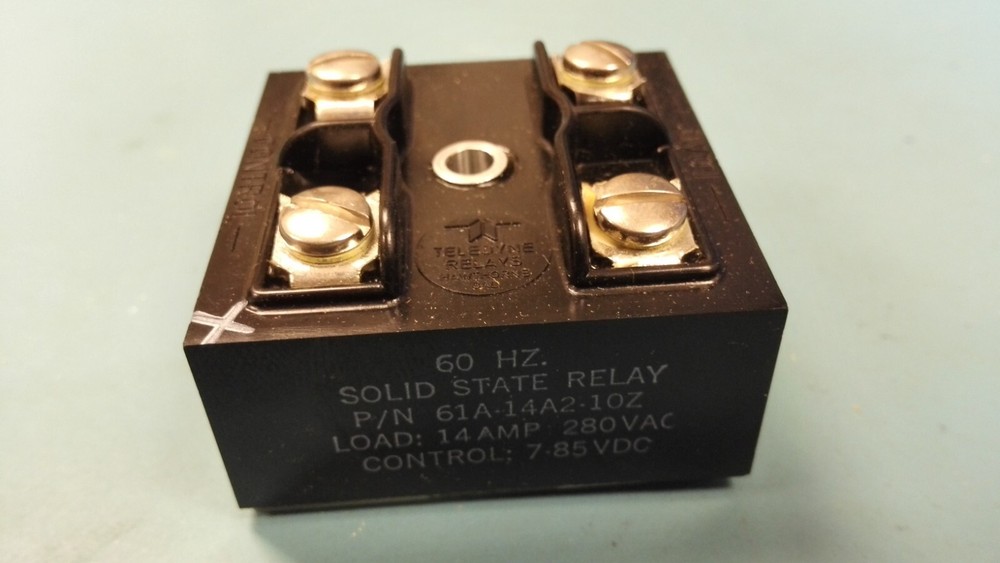 CONTROL
TELEDYNE
RELAYS
60 HZ.
SOLID STATE RELAY
P/N 61A-14A2-10Z
LOAD: 14 AMP 280 VAC
CONTROL: 7-85 VDC